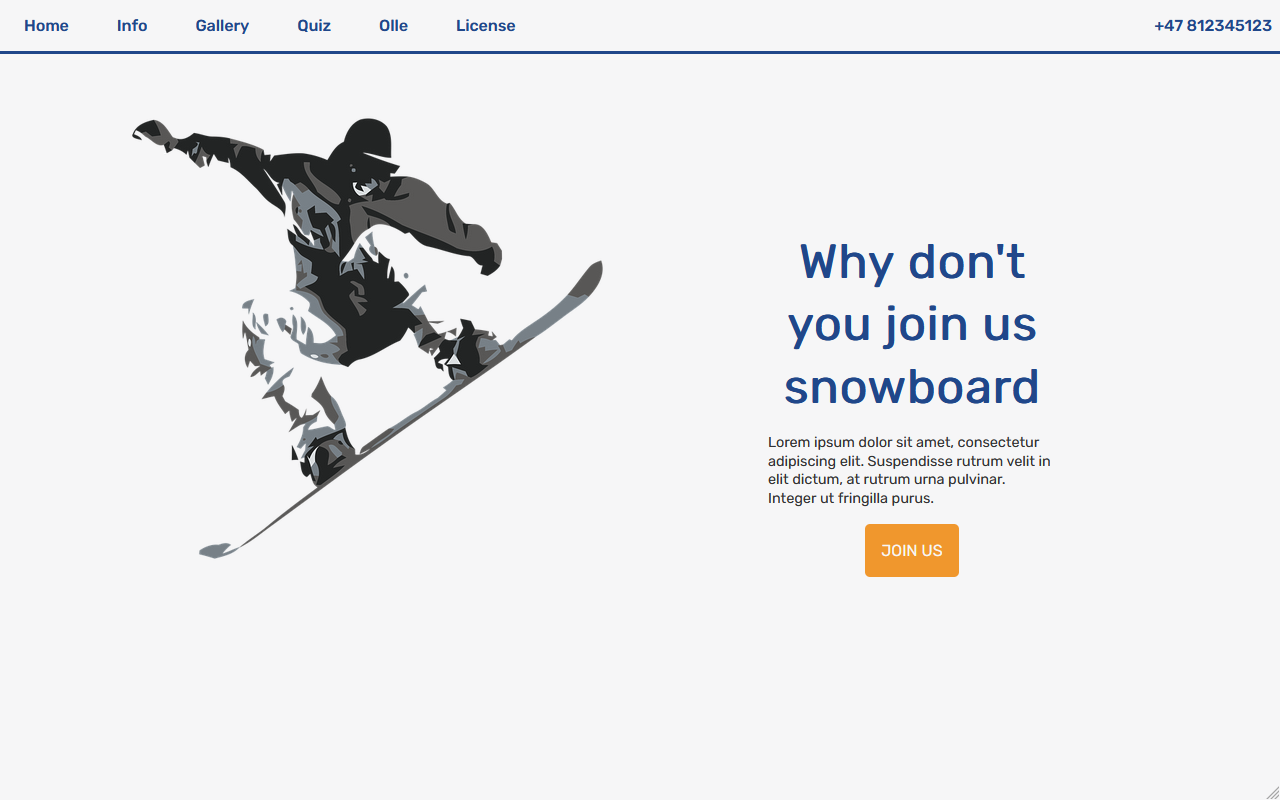 Home Info Gallery Quiz Olle License +47 812345123
Why don't
you join us
snowboard
Lorem ipsum dolor sit amet, consectetur
adipiscing elit. Suspendisse rutrum velit in
elit dictum, at rutrum urna pulvinar.
Integer ut fringilla purus.
JOIN US